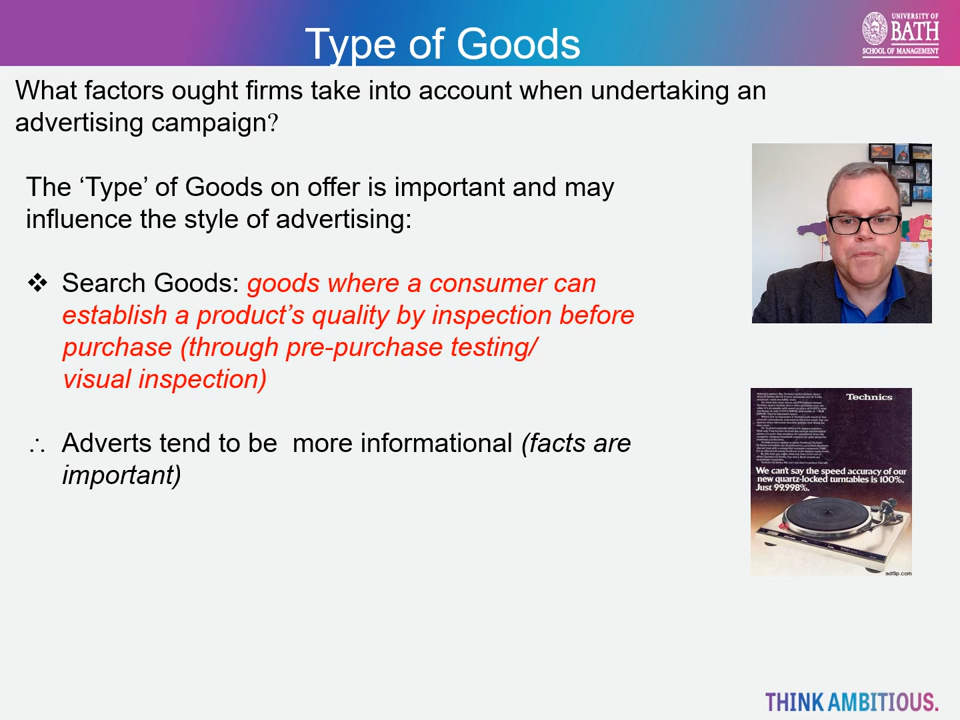 Type of Goods
UNIVERSITY OF
BATH
SCHOOL OF MANAGEMENT
What factors ought firms take into account when undertaking an
advertising campaign?
The ‘Type’ of Goods on offer is important and may
influence the style of advertising:
❖ Search Goods: goods where a consumer can
establish a product’s quality by inspection before
purchase (through pre-purchase testing/
visual inspection)
∴ Adverts tend to be more informational (facts are
important)
Technics
We can't say the speed accuracy of our
new quartz-locked turntables is 100%.
Just 99.998%.
adflip.com
THINK AMBITIOUS.